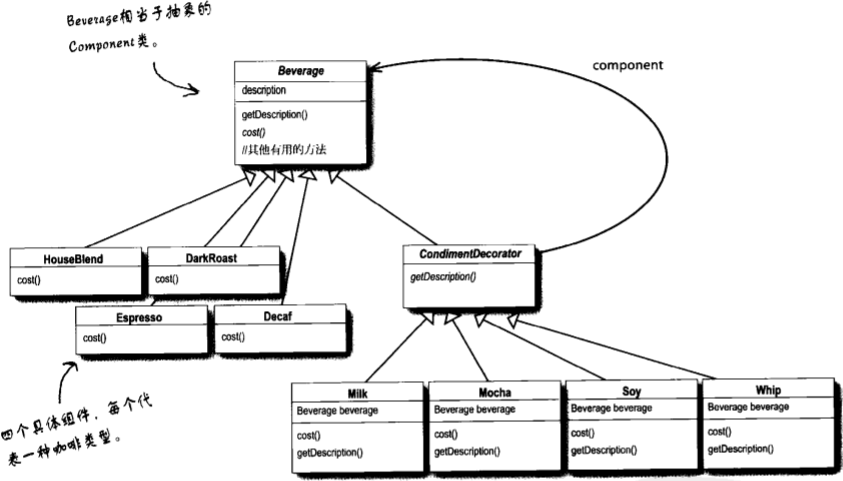 Beverage相当于抽象的
Component类。
component
Beverage
description
getDescription()
cost()
//其他有用的方法
HouseBlend
cost()
DarkRoast
cost()
CondimentDecorator
getDescription()
Espresso
cost()
Decaf
cost()
四个具体组件，每个代
表一种咖啡类型。
Milk
Beverage beverage
cost()
getDescription()
Mocha
Beverage beverage
cost()
getDescription()
Soy
Beverage beverage
cost()
getDescription()
Whip
Beverage beverage
cost()
getDescription()